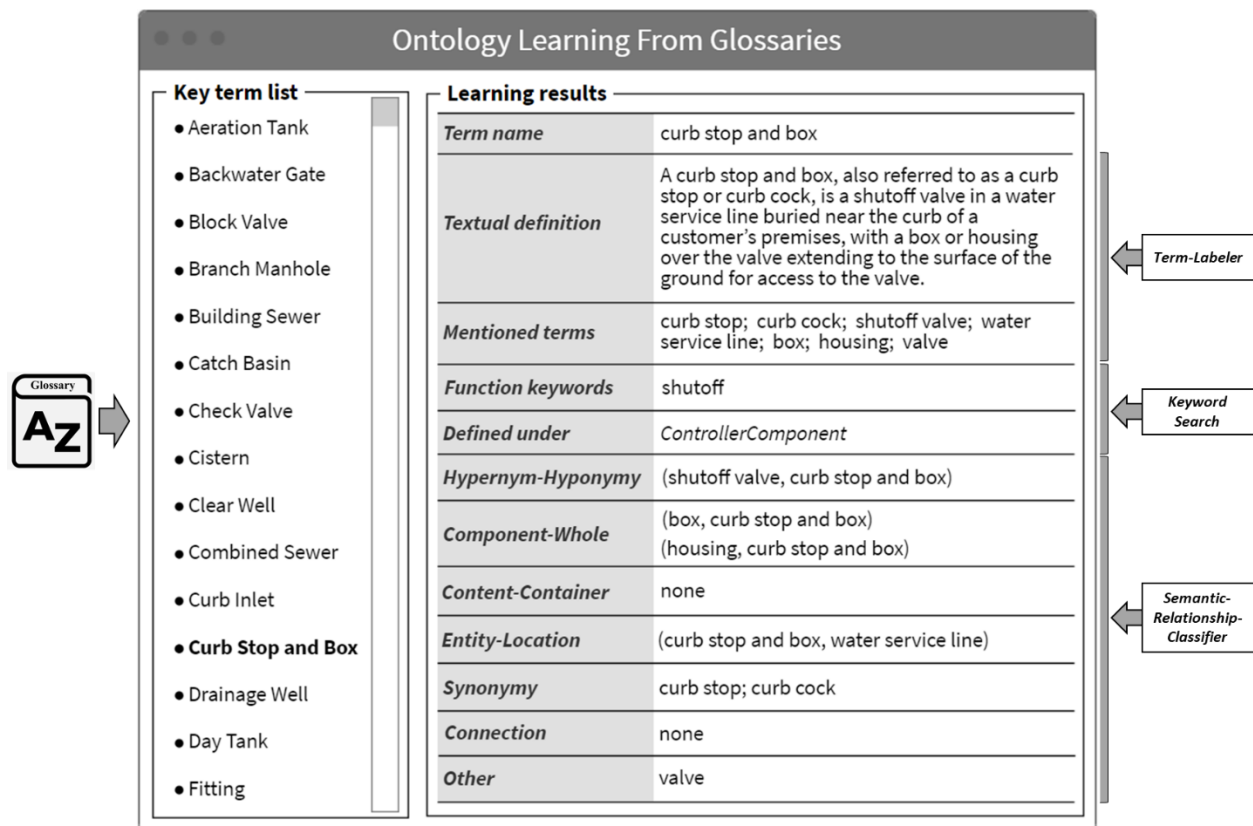 Ontology Learning From Glossaries
Glossary
AZ
Key term list
• Aeration Tank
• Backwater Gate
• Block Valve
• Branch Manhole
• Building Sewer
• Catch Basin
• Check Valve
• Cistern
• Clear Well
• Combined Sewer
• Curb Inlet
• Curb Stop and Box
• Drainage Well
• Day Tank
• Fitting
Learning results
Term name
curb stop and box
Textual definition
A curb stop and box, also referred to as a curb
stop or curb cock, is a shutoff valve in a water
service line buried near the curb of a
customer’s premises, with a box or housing
over the valve extending to the surface of the
ground for access to the valve.
Mentioned terms
curb stop; curb cock; shutoff valve; water
service line; box; housing; valve
Function keywords
shutoff
Defined under
ControllerComponent
Hypernym-Hyponymy
(shutoff valve, curb stop and box)
Component-Whole
(box, curb stop and box)
(housing, curb stop and box)
Content-Container
none
Entity-Location
(curb stop and box, water service line)
Synonymy
curb stop; curb cock
Connection
none
Other
valve
Term-Labeler
Keyword
Search
Semantic-
Relationship-
Classifier